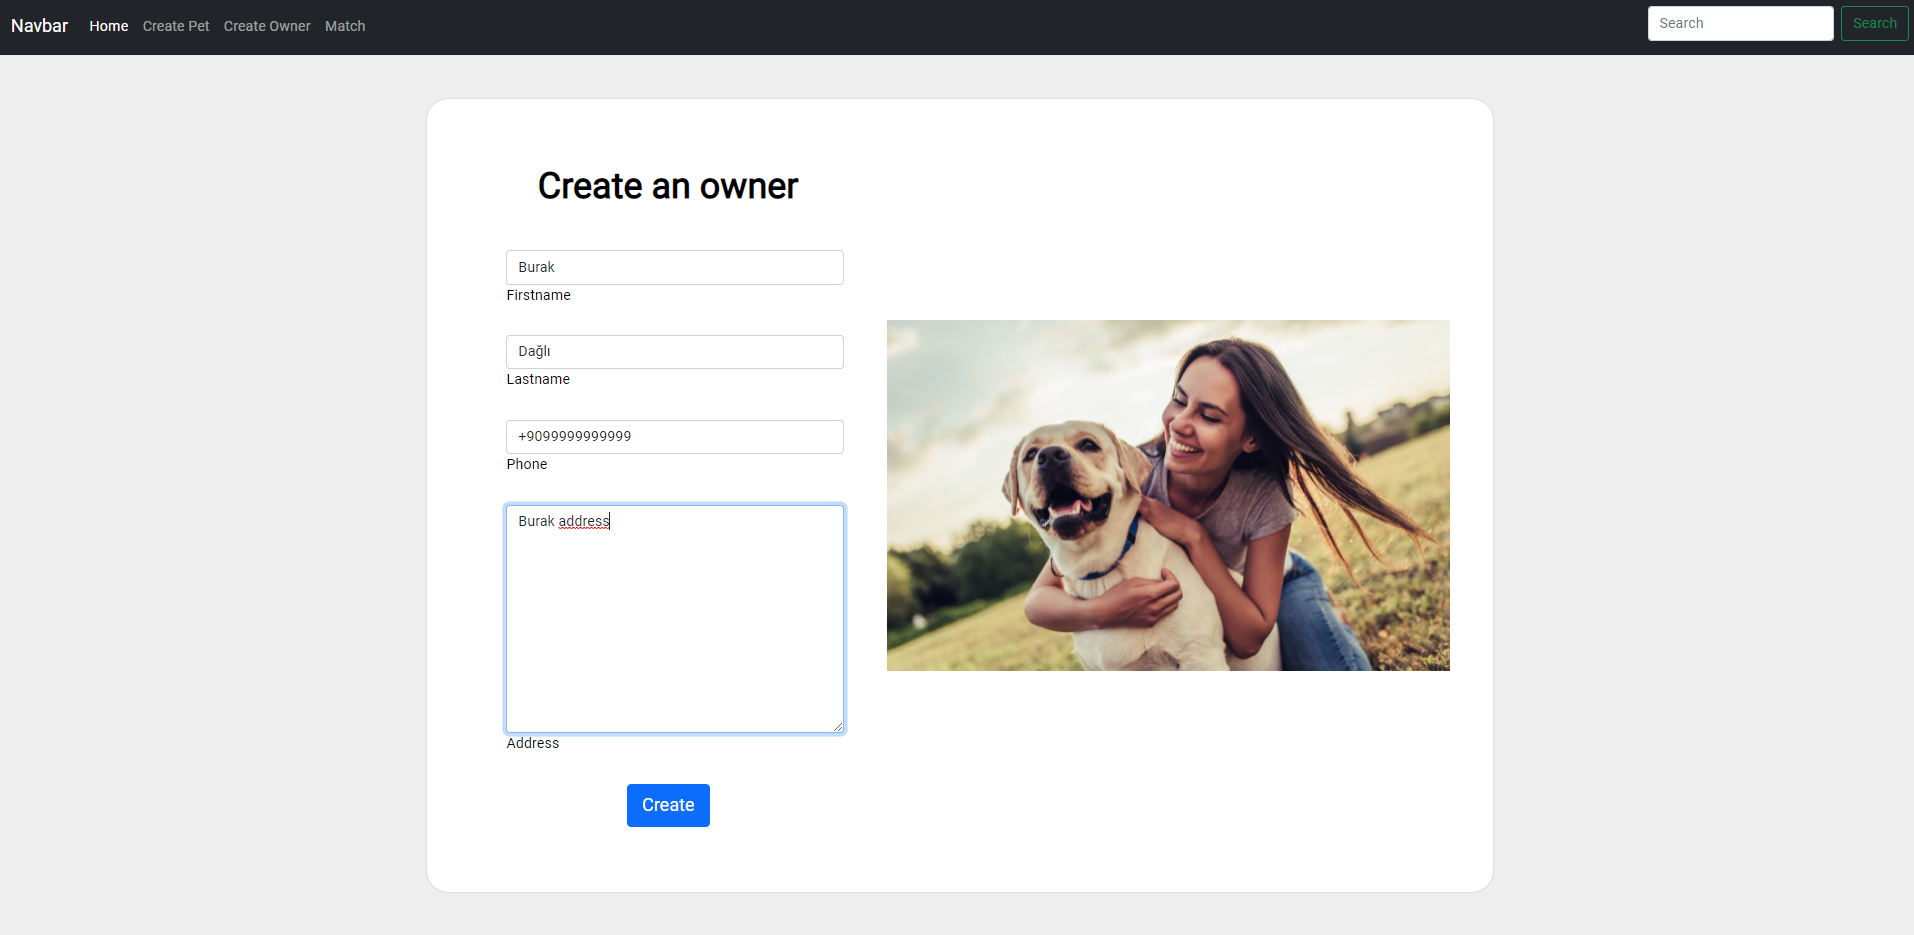 Navbar Home Create Pet Create Owner Match Search Search
Create an owner
Burak
Firstname
Dağlı
Lastname
+9099999999999
Phone
Burak address
Address
Create